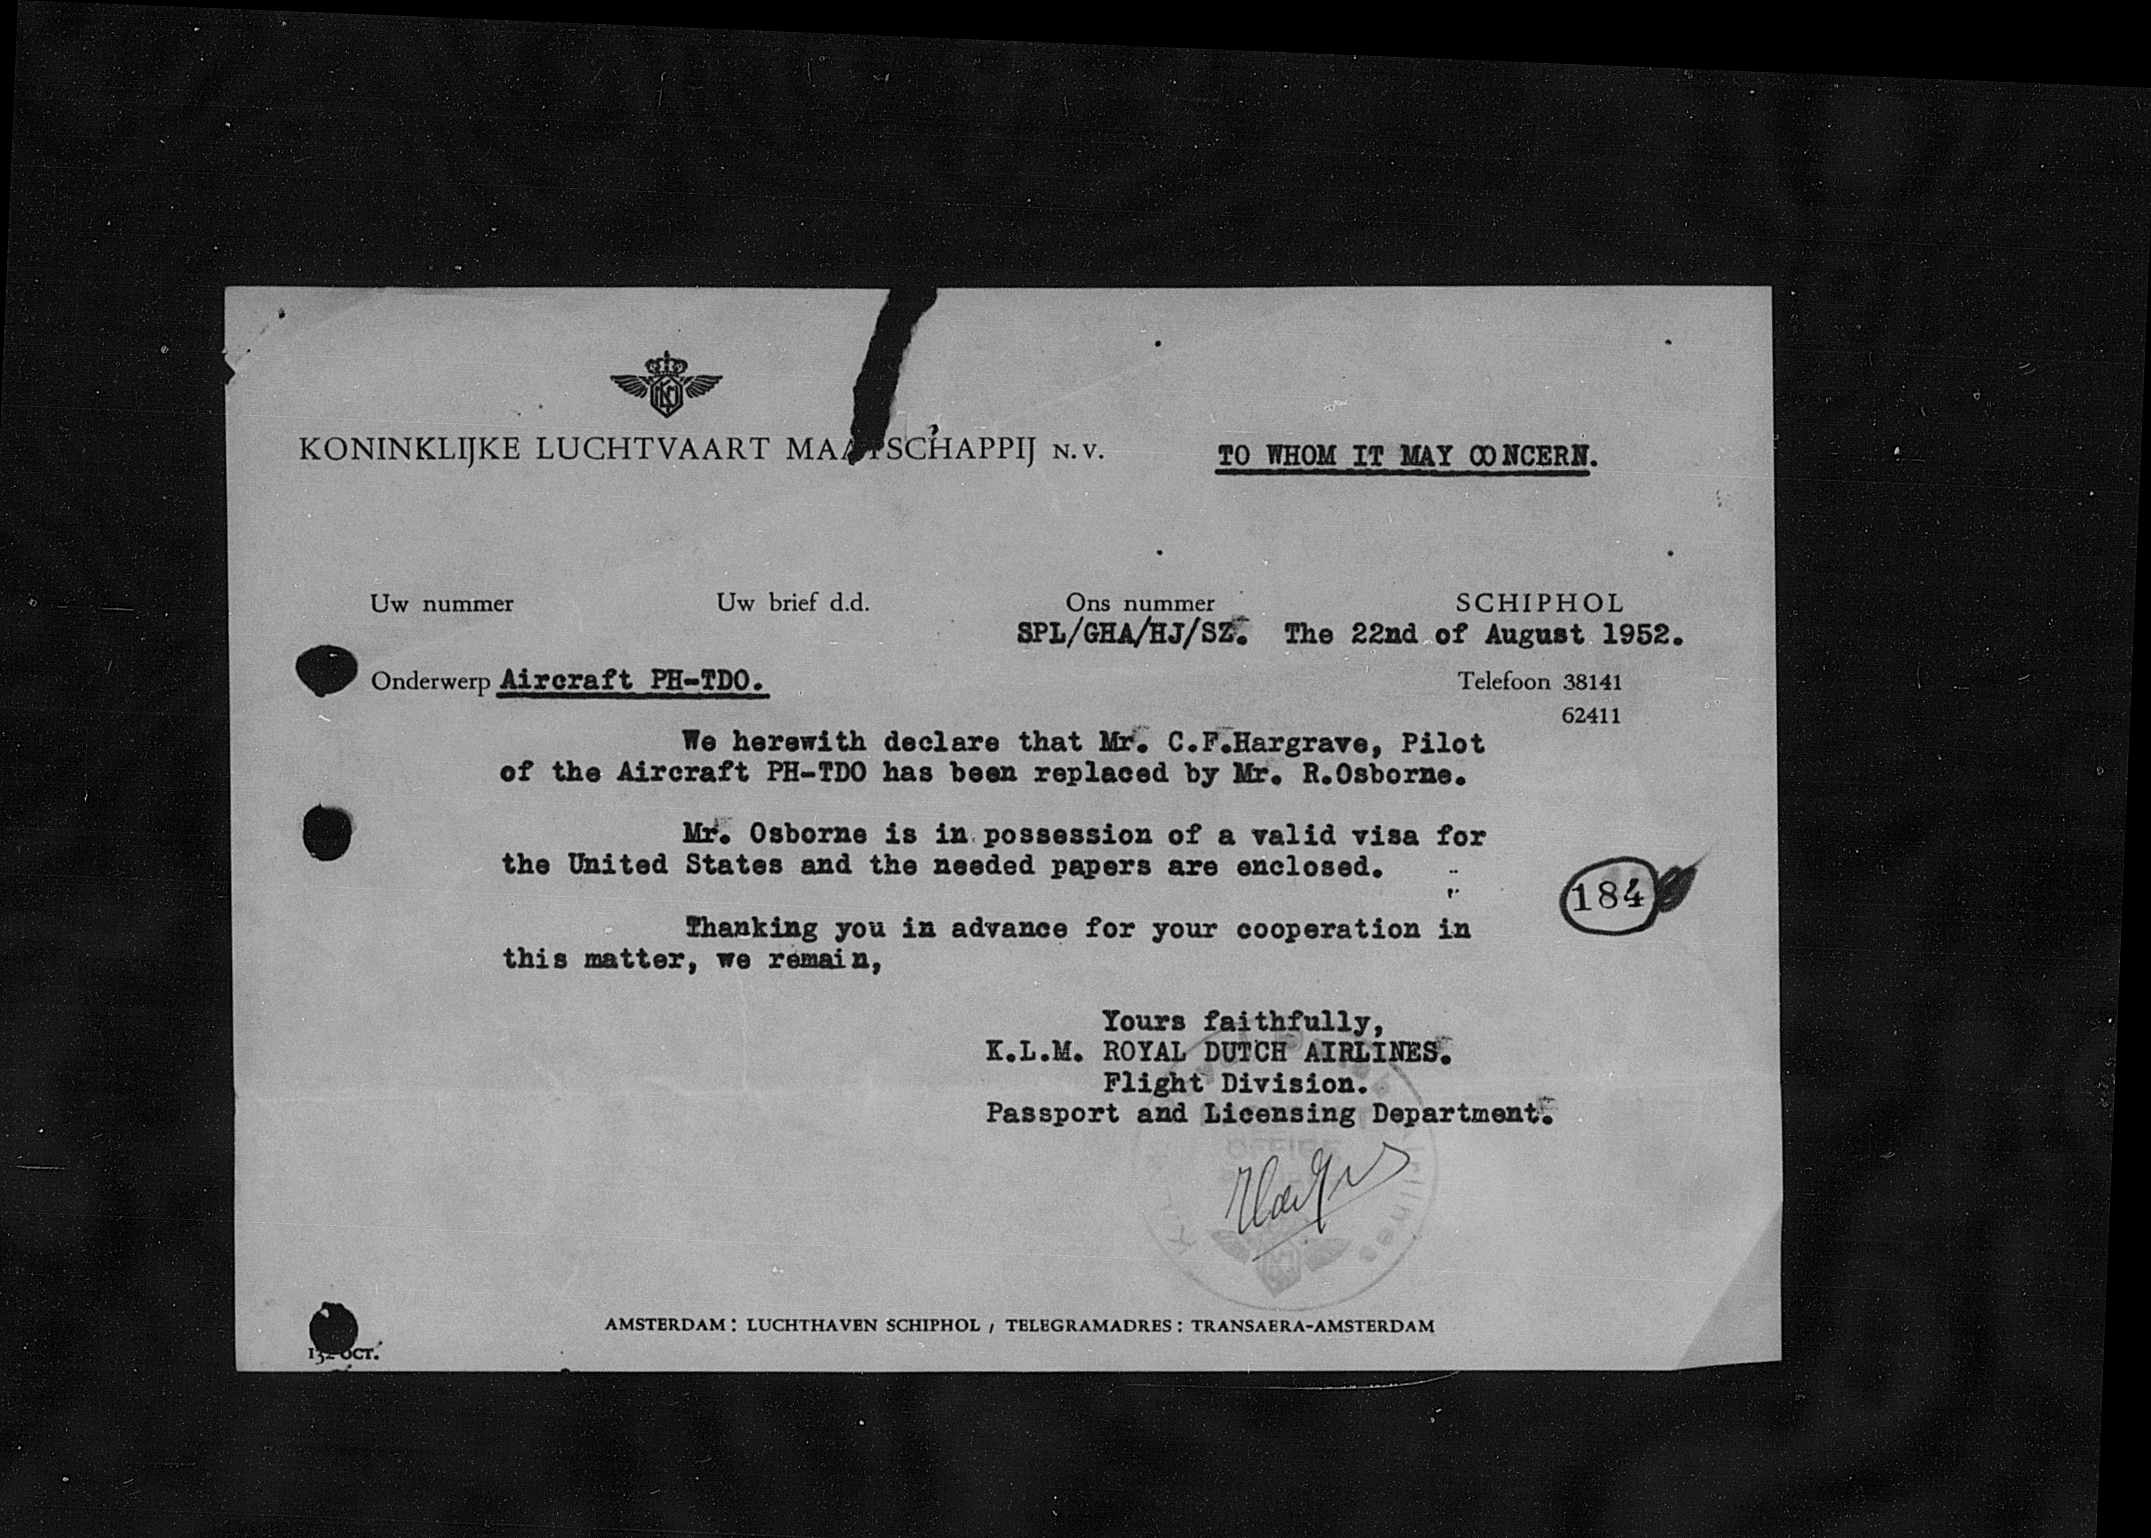 KONINKLIJKE LUCHTVAART MAATSCHAPPIJ N.V.
TO WHOM IT MAY CONCERN.
Uw nummer Uw brief d.d. Ons nummer SCHIPHOL
SPL/GHA/HJ/SZ. The 22nd of August 1952.
Onderwerp Aircraft PH-TDO. Telefoon 38141
62411
We herewith declare that Mr. C.F.Hargrave, Pilot
of the Aircraft PH-TDO has been replaced by Mr. R.Osborne.
Mr. Osborne is in possession of a valid visa for
the United States and the needed papers are enclosed.
184
Thanking you in advance for your cooperation in
this matter, we remain,
Yours faithfully,
K.L.M. ROYAL DUTCH AIRLINES.
Flight Division.
Passport and Licensing Department.
OFFICE
AMSTERDAM: LUCHTHAVEN SCHIPHOL / TELEGRAMADRES: TRANSAERA-AMSTERDAM
OCT.